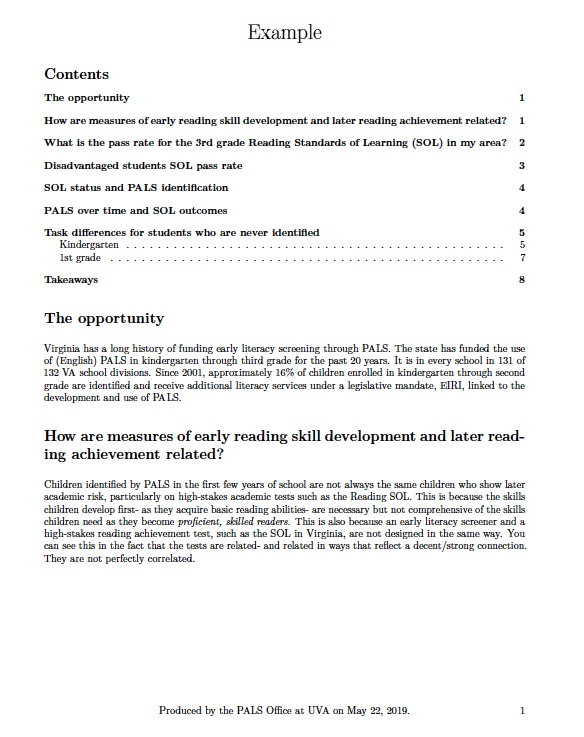 Example
Contents
The opportunity 1
How are measures of early reading skill development and later reading achievement related? 1
What is the pass rate for the 3rd grade Reading Standards of Learning (SOL) in my area? 2
Disadvantaged students SOL pass rate 3
SOL status and PALS identification 4
PALS over time and SOL outcomes 4
Task differences for students who are never identified 5
Kindergarten . . . . . . . . . . . . . . . . . . . . . . . . . . . . . . . . . . . . . . . . . . . . . . . . 5
1st grade . . . . . . . . . . . . . . . . . . . . . . . . . . . . . . . . . . . . . . . . . . . . . . . . . . 7
Takeaways 8
The opportunity
Virginia has a long history of funding early literacy screening through PALS. The state has funded the use
of (English) PALS in kindergarten through third grade for the past 20 years. It is in every school in 131 of
132 VA school divisions. Since 2001, approximately 16% of children enrolled in kindergarten through second
grade are identified and receive additional literacy services under a legislative mandate, EIRI, linked to the
development and use of PALS.
How are measures of early reading skill development and later read-
ing achievement related?
Children identified by PALS in the first few years of school are not always the same children who show later
academic risk, particularly on high-stakes academic tests such as the Reading SOL. This is because the skills
children develop first- as they acquire basic reading abilities- are necessary but not comprehensive of the skills
children need as they become proficient, skilled readers. This is also because an early literacy screener and a
high-stakes reading achievement test, such as the SOL in Virginia, are not designed in the same way. You
can see this in the fact that the tests are related- and related in ways that reflect a decent/strong connection.
They are not perfectly correlated.
Produced by the PALS Office at UVA on May 22, 2019. 1